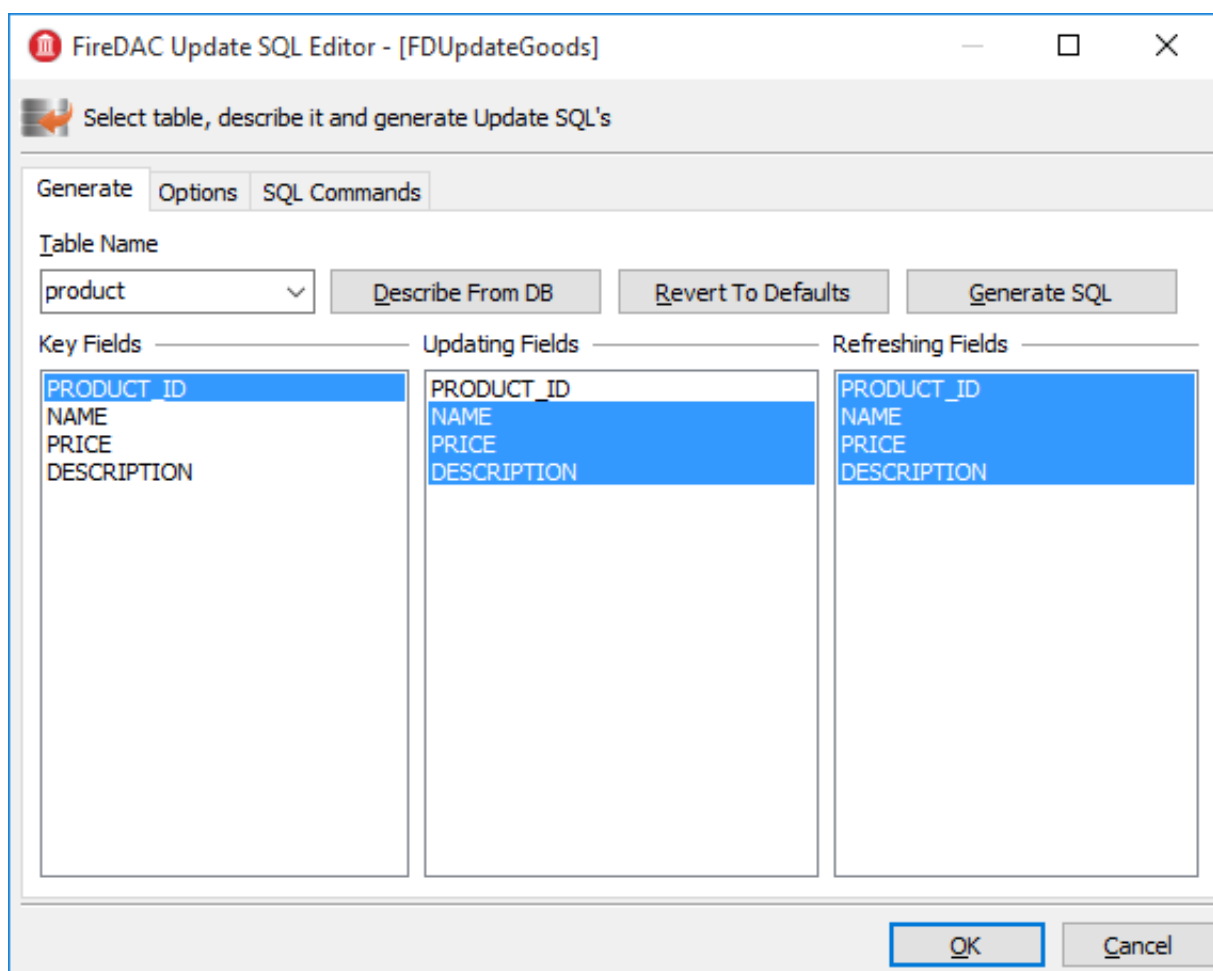 FireDAC Update SQL Editor - [FDUpdateGoods]
Select table, describe it and generate Update SQL's
Generate Options SQL Commands
Table Name
product Describe From DB Revert To Defaults Generate SQL
Key Fields Updating Fields Refreshing Fields
PRODUCT_ID PRODUCT_ID PRODUCT_ID
NAME NAME NAME
PRICE PRICE PRICE
DESCRIPTION DESCRIPTION DESCRIPTION
OK Cancel